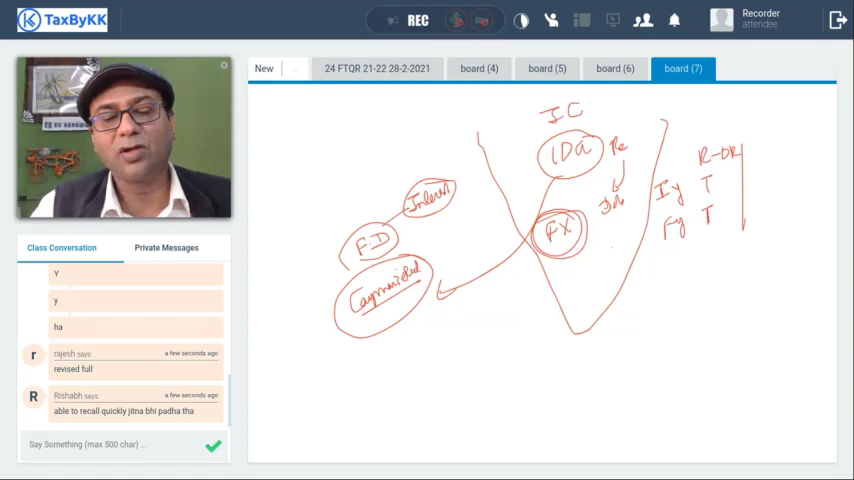 TaxByKK
REC
Recorder
attendee
New
24 FTQR 21-22 28-2-2021
board (4)
board (5)
board (6)
board (7)
Class Conversation
Private Messages
Y
y
ha
r
rajesh says:
a few seconds ago
revised full
R
Rishabh says:
a few seconds ago
able to recall quickly jitna bhi padha tha
Say Something (max 500 char) ...
IC
IDA Re
FX
Interest
F.D
R-OR
Iy T
Fy T